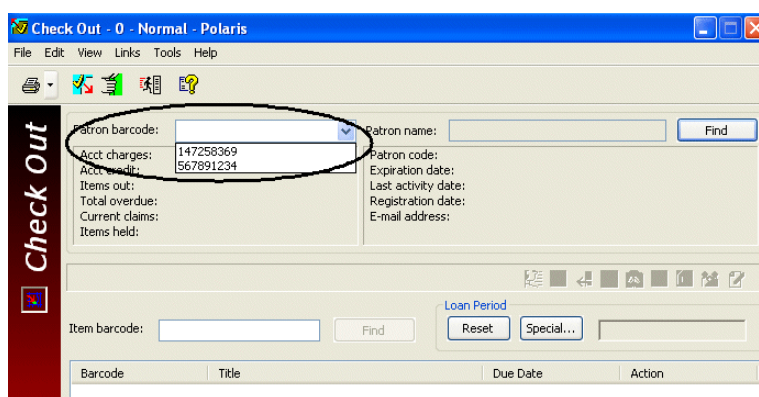 Check Out - 0 - Normal - Polaris
File Edit View Links Tools Help
Check Out
Patron barcode:
147258369
567891234
Patron name:
Find
Acct charges:
Acct credit:
Items out:
Total overdue:
Current claims:
Items held:
Patron code:
Expiration date:
Last activity date:
Registration date:
E-mail address:
Loan Period
Item barcode:
Find
Reset
Special...
Barcode Title Due Date Action